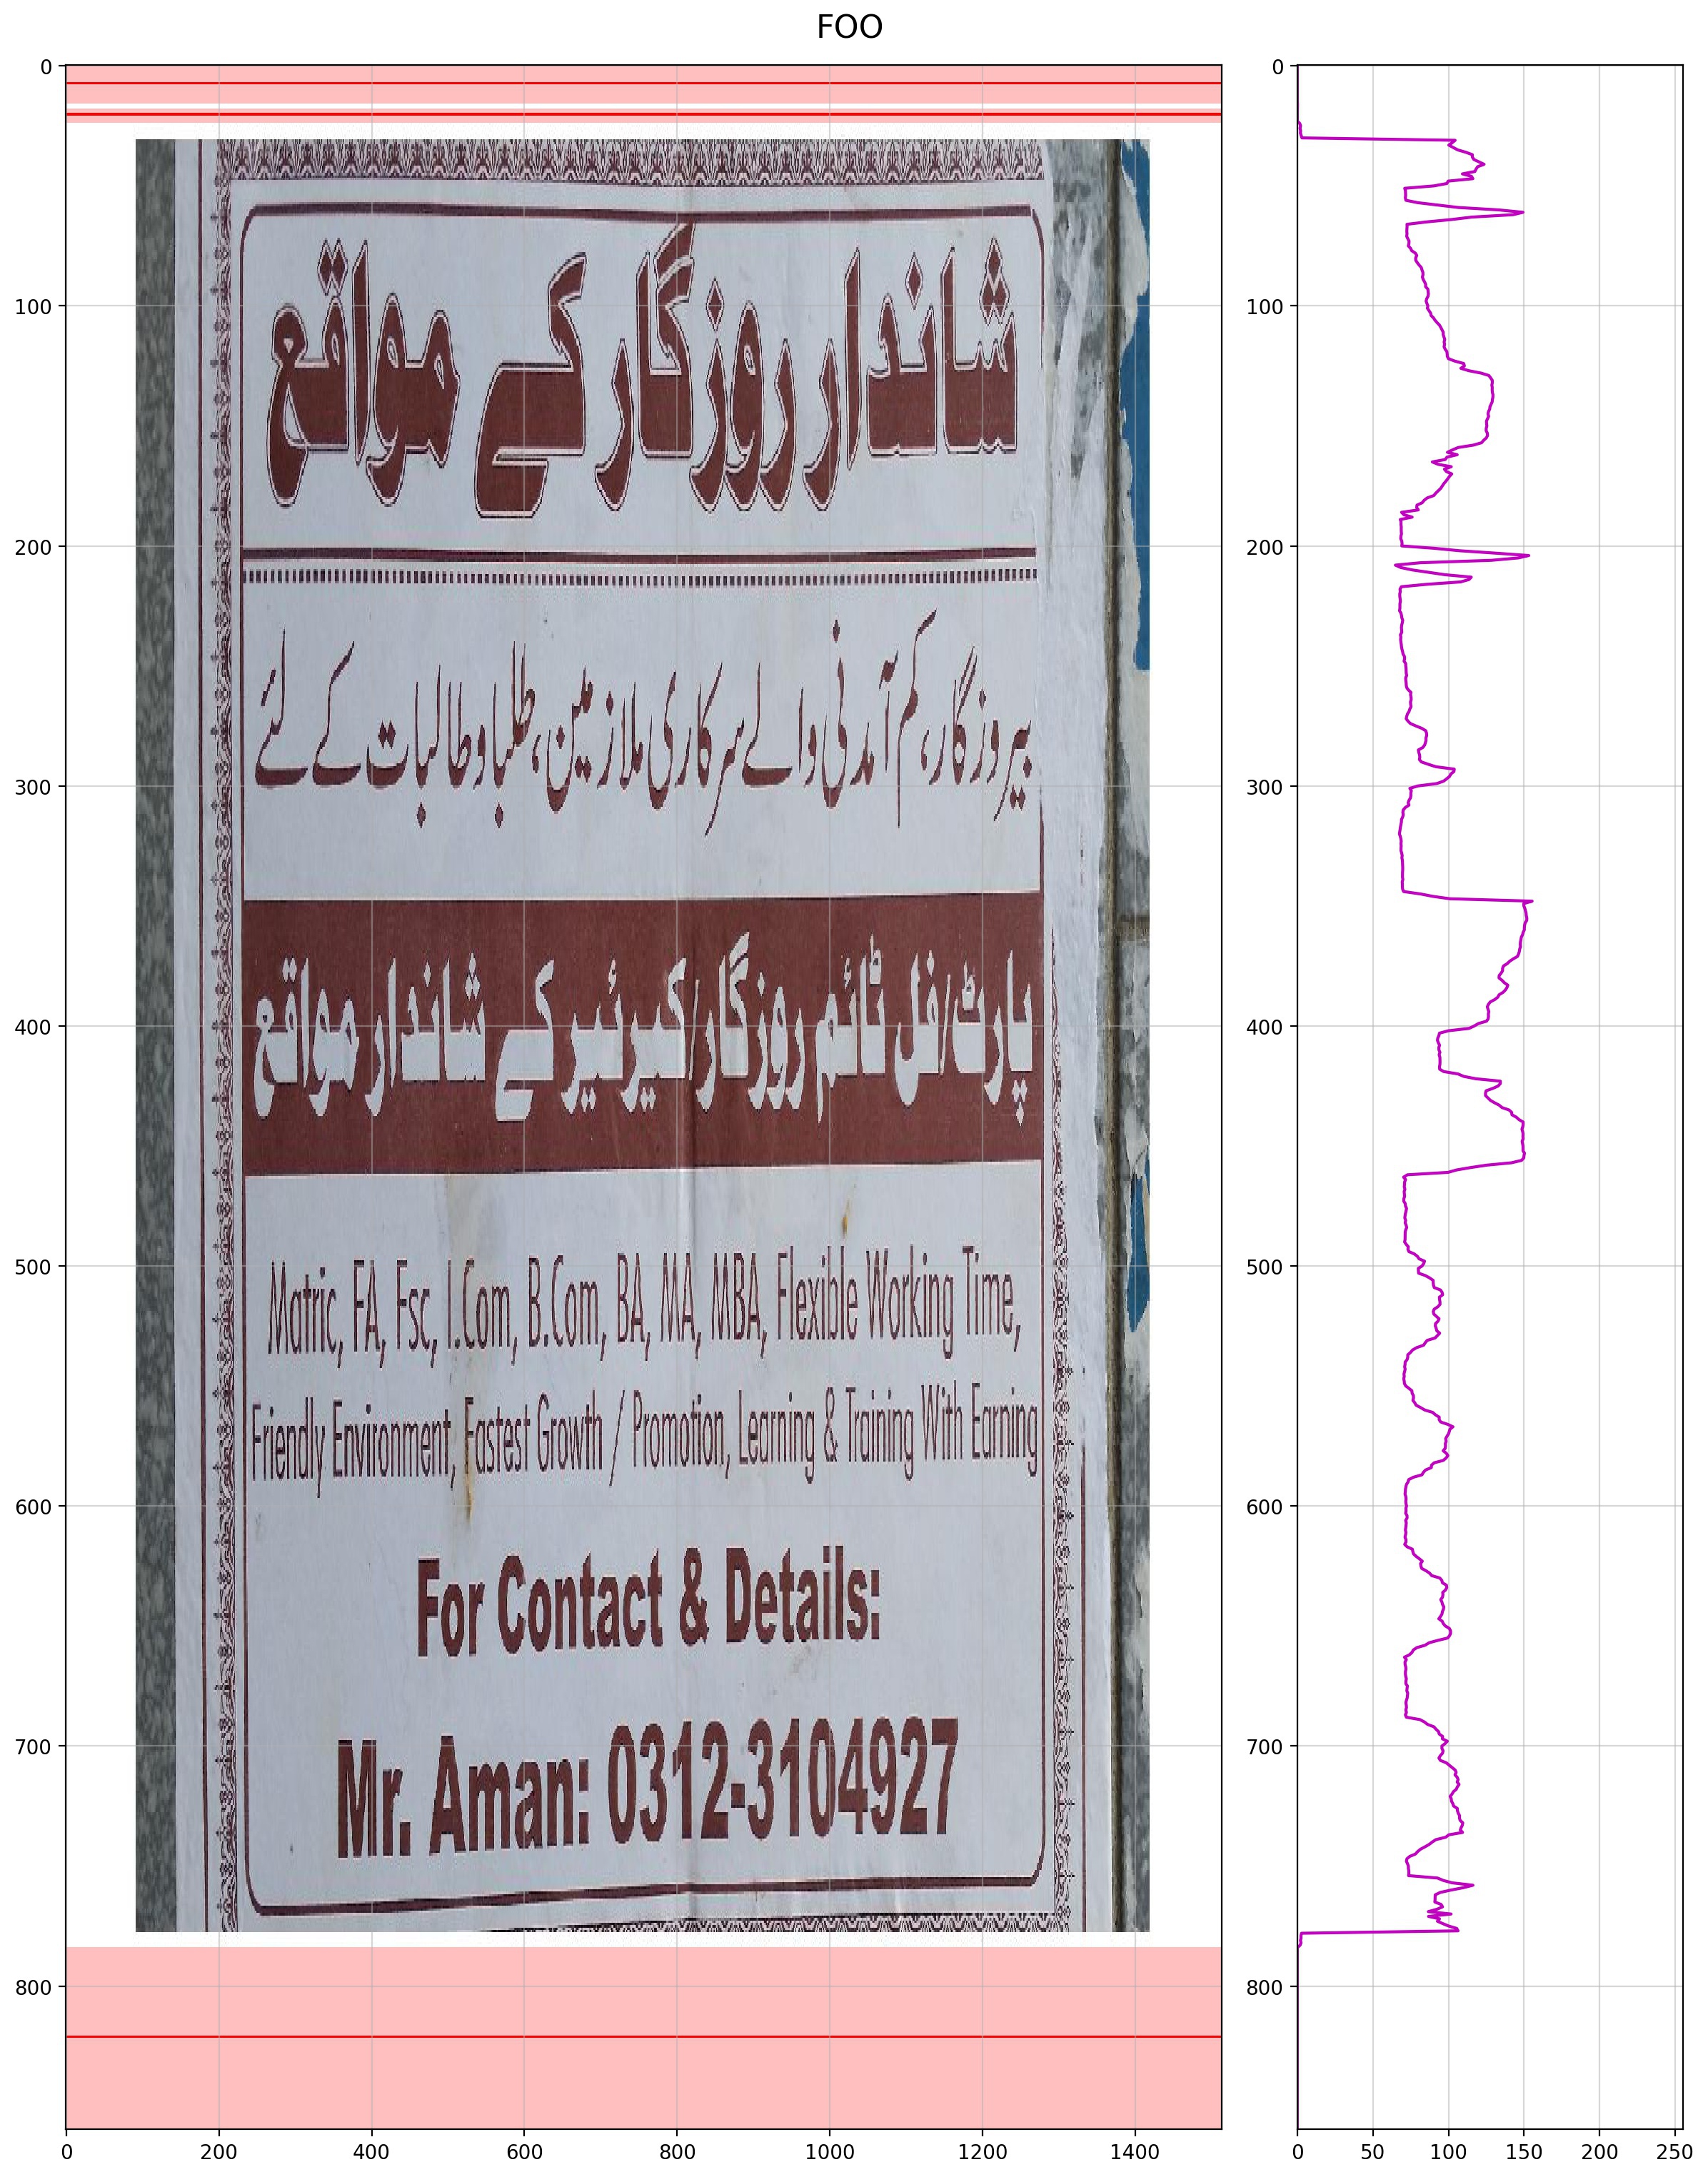 FOO
شاندار روزگار کے مواقع
بیروزگار، کم آمدنی والے سرکاری ملازمین، طلبا و طالبات کے لئے
پارٹ/فل ٹائم روزگار/کیرئیر کے شاندار مواقع
Matric, FA, Fsc, I.Com, B.Com, BA, MA, MBA, Flexible Working Time,
Friendly Environment, Fastest Growth / Promotion, Learning & Training With Earning
For Contact & Details:
Mr. Aman: 0312-3104927
0
100
200
300
400
500
600
700
800
0 200 400 600 800 1000 1200 1400
0
100
200
300
400
500
600
700
800
0 50 100 150 200 250